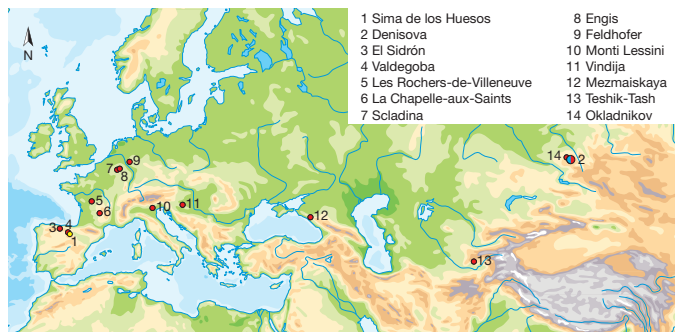 1 Sima de los Huesos
2 Denisova
3 El Sidrón
4 Valdegoba
5 Les Rochers-de-Villeneuve
6 La Chapelle-aux-Saints
7 Scladina
8 Engis
9 Feldhofer
10 Monti Lessini
11 Vindija
12 Mezmaiskaya
13 Teshik-Tash
14 Okladnikov
N
14 2
9
7
8
5
6
10 11
12
3 4
1
13